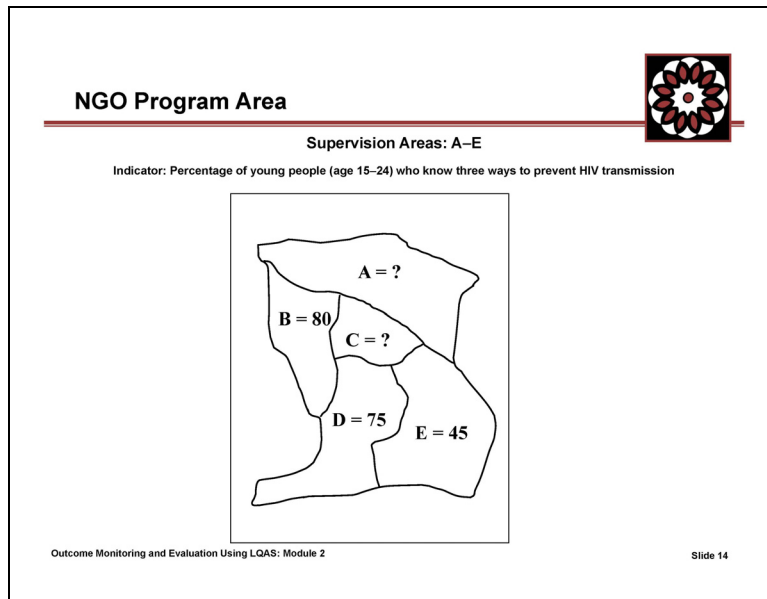 NGO Program Area
Supervision Areas: A–E
Indicator: Percentage of young people (age 15–24) who know three ways to prevent HIV transmission
A = ?
B = 80
C = ?
D = 75
E = 45
Outcome Monitoring and Evaluation Using LQAS: Module 2
Slide 14